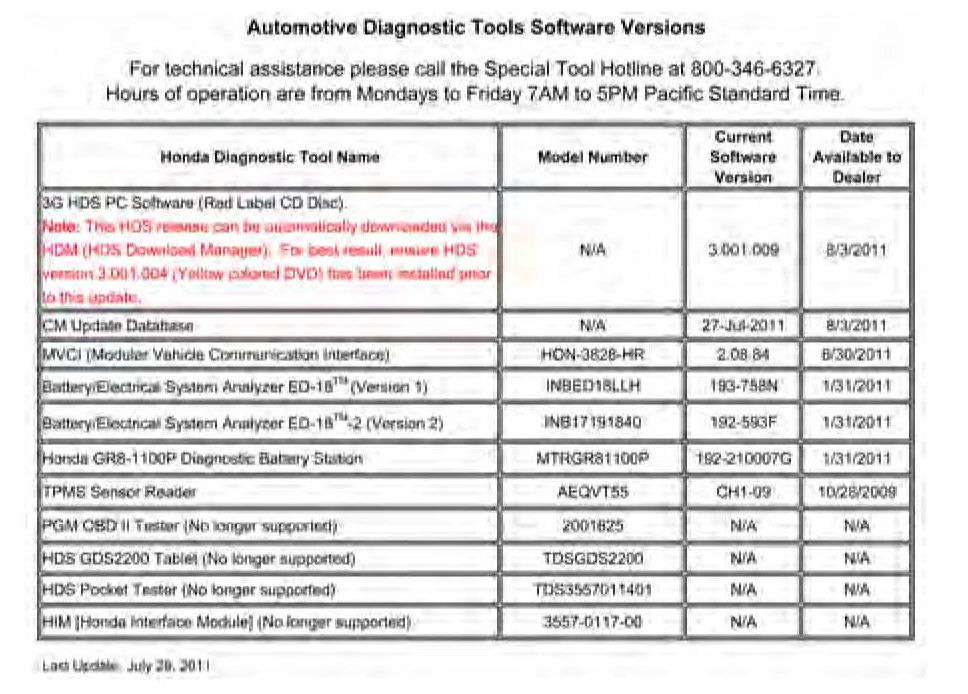 Automotive Diagnostic Tools Software Versions
For technical assistance please call the Special Tool Hotline at 800-346-6327.
Hours of operation are from Mondays to Friday 7AM to 5PM Pacific Standard Time.
Honda Diagnostic Tool Name Model Number Current Software Version Date Available to Dealer
3G HDS PC Software (Red Label CD Disc). N/A 3.001.009 8/3/2011
Note: This HDS release can be automatically downloaded via the
HDM (HDS Download Manager). For best result, ensure HDS
version 3.001.004 (Yellow colored DVD) has been installed prior
to this update.
CM Update Database N/A 27-Jul-2011 8/3/2011
MVCI (Modular Vehicle Communication Interface) HON-3826-HR 2.08.84 6/30/2011
Battery/Electrical System Analyzer ED-18™ (Version 1) INBED18LLH 193-758N 1/31/2011
Battery/Electrical System Analyzer ED-18™-2 (Version 2) INB17191840 192-593F 1/31/2011
Honda GR8-1100P Diagnostic Battery Station MTRGR81100P 192-210007G 1/31/2011
TPMS Sensor Reader AEQVT55 CH1-09 10/28/2009
PGM OBD II Tester (No longer supported) 2001825 N/A N/A
HDS GDS2200 Tablet (No longer supported) TDSGDS2200 N/A N/A
HDS Pocket Tester (No longer supported) TDS3557011401 N/A N/A
HIM [Honda Interface Module] (No longer supported) 3557-0117-00 N/A N/A
Last Update: July 29, 2011